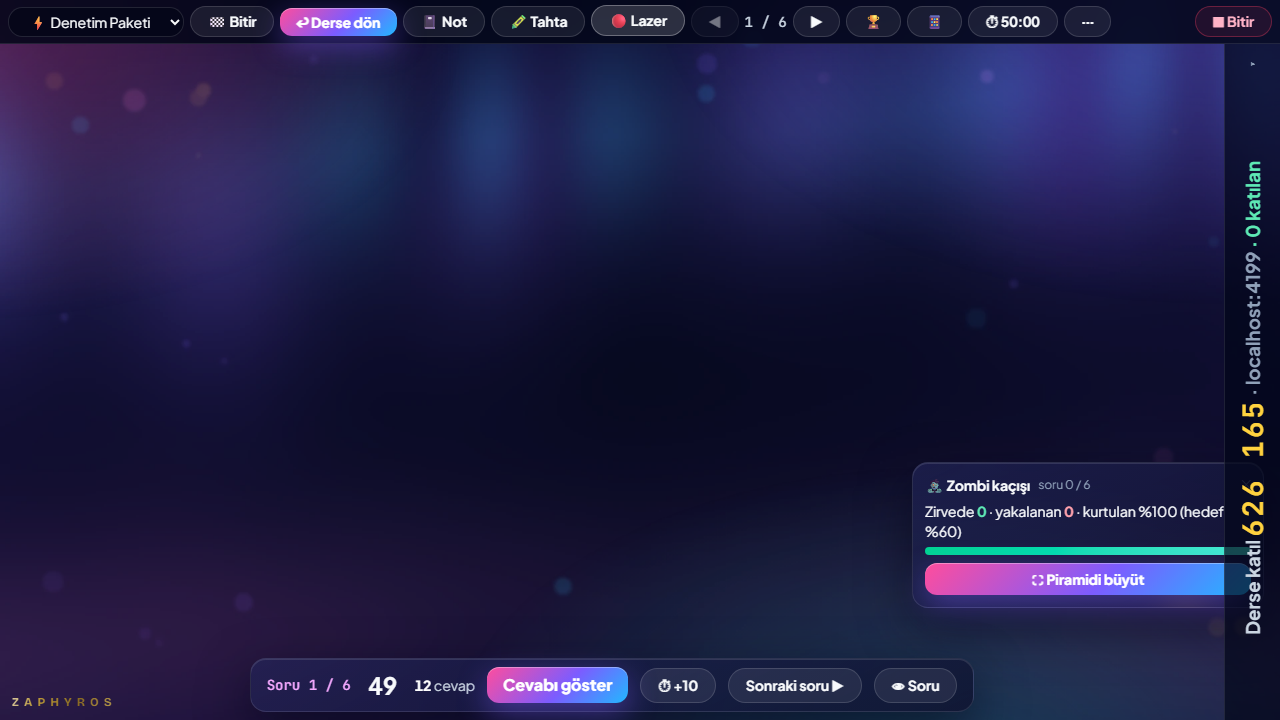 Denetim Paketi
Bitir
Derse dön
Not
Tahta
Lazer
1 / 6
50:00
---
Bitir
Derse katıl 626 165 · localhost:4199 · 0 katılan
Zombi kaçışı soru 0 / 6
Zirvede 0 · yakalanan 0 · kurtulan %100 (hedef
%60)
Piramidi büyüt
Soru 1 / 6
49
12 cevap
Cevabı göster
+10
Sonraki soru
Soru
ZAPHYROS